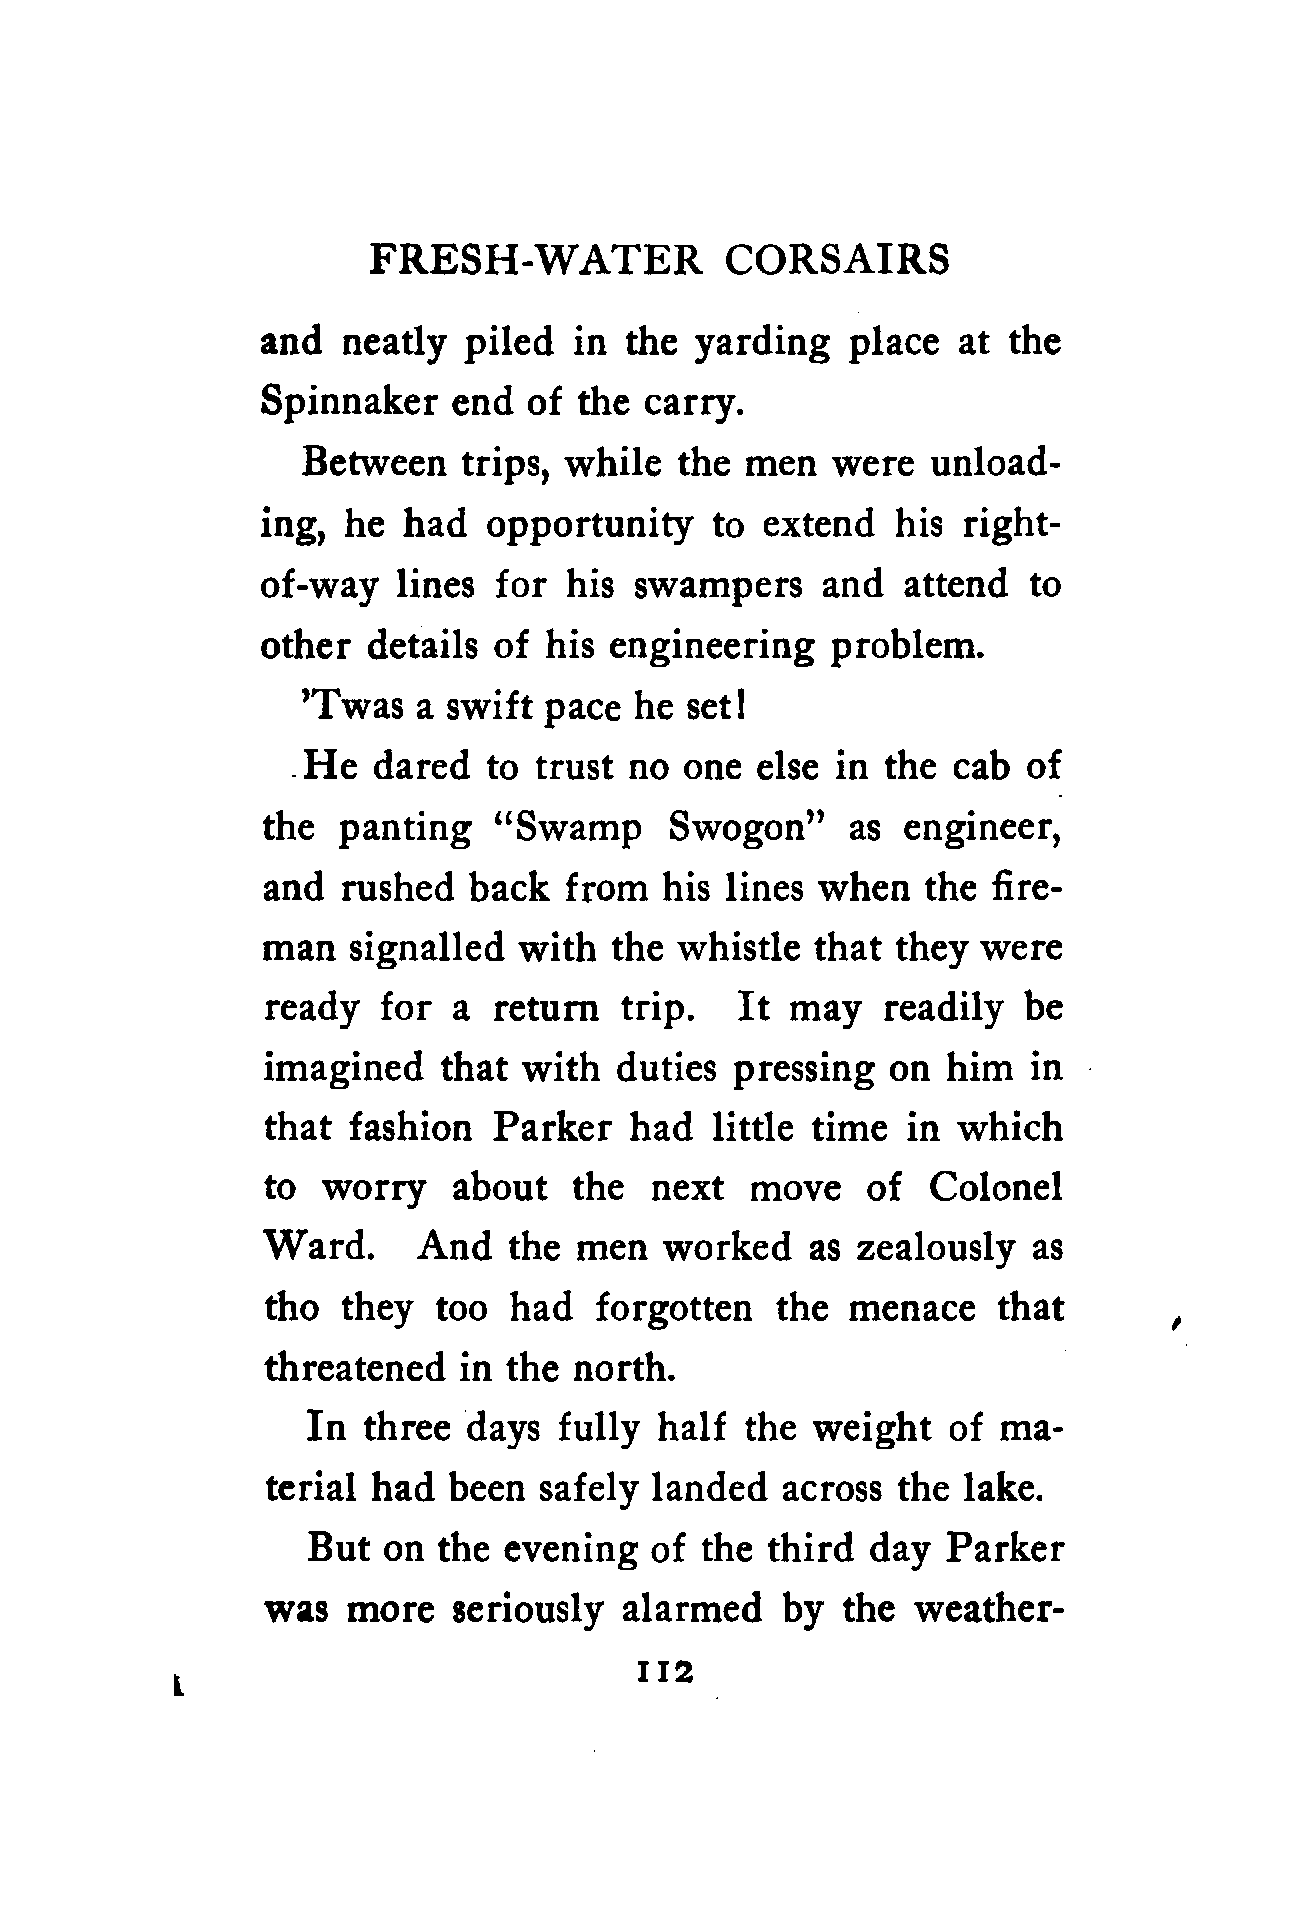 FRESH-WATER CORSAIRS
and neatly piled in the yarding place at the
Spinnaker end of the carry.
Between trips, while the men were unload-
ing, he had opportunity to extend his right-
of-way lines for his swampers and attend to
other details of his engineering problem.
’Twas a swift pace he set!
He dared to trust no one else in the cab of
the panting “Swamp Swogon” as engineer,
and rushed back from his lines when the fire-
man signalled with the whistle that they were
ready for a return trip. It may readily be
imagined that with duties pressing on him in
that fashion Parker had little time in which
to worry about the next move of Colonel
Ward. And the men worked as zealously as
tho they too had forgotten the menace that
threatened in the north.
In three days fully half the weight of ma-
terial had been safely landed across the lake.
But on the evening of the third day Parker
was more seriously alarmed by the weather-
112